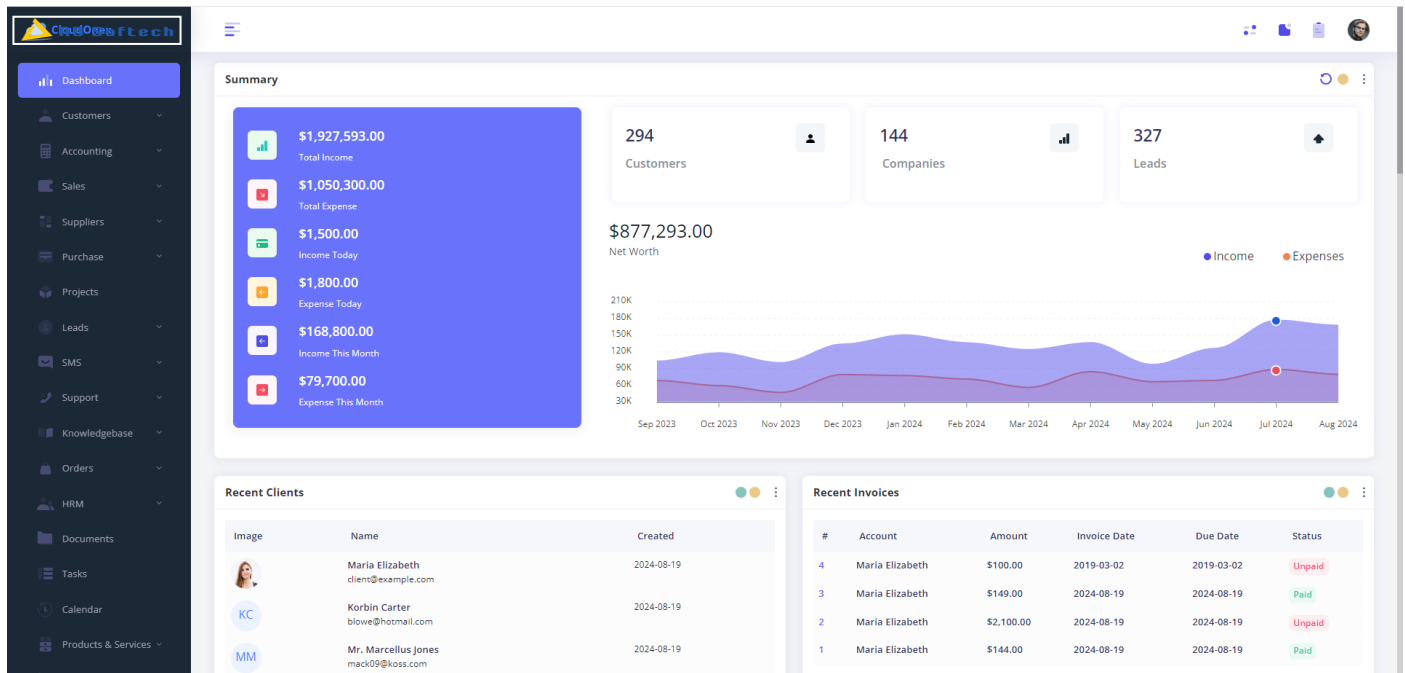 CloudOnex
Softech
Dashboard
Customers
Accounting
Sales
Suppliers
Purchase
Projects
Leads
SMS
Support
Knowledgebase
Orders
HRM
Documents
Tasks
Calendar
Products & Services
Summary
$1,927,593.00
Total Income
$1,050,300.00
Total Expense
$1,500.00
Income Today
$1,800.00
Expense Today
$168,800.00
Income This Month
$79,700.00
Expense This Month
294
Customers
144
Companies
327
Leads
$877,293.00
Net Worth
Income Expenses
210K
180K
150K
120K
90K
60K
30K
Sep 2023 Oct 2023 Nov 2023 Dec 2023 Jan 2024 Feb 2024 Mar 2024 Apr 2024 May 2024 Jun 2024 Jul 2024 Aug 2024
Recent Clients
Image Name Created
Maria Elizabeth 2024-08-19
client@example.com
KC Korbin Carter 2024-08-19
blowe@hotmail.com
MM Mr. Marcellus Jones 2024-08-19
mack09@koss.com
Recent Invoices
# Account Amount Invoice Date Due Date Status
4 Maria Elizabeth $100.00 2019-03-02 2019-03-02 Unpaid
3 Maria Elizabeth $149.00 2024-08-19 2024-08-19 Paid
2 Maria Elizabeth $2,100.00 2024-08-19 2024-08-19 Unpaid
1 Maria Elizabeth $144.00 2024-08-19 2024-08-19 Paid